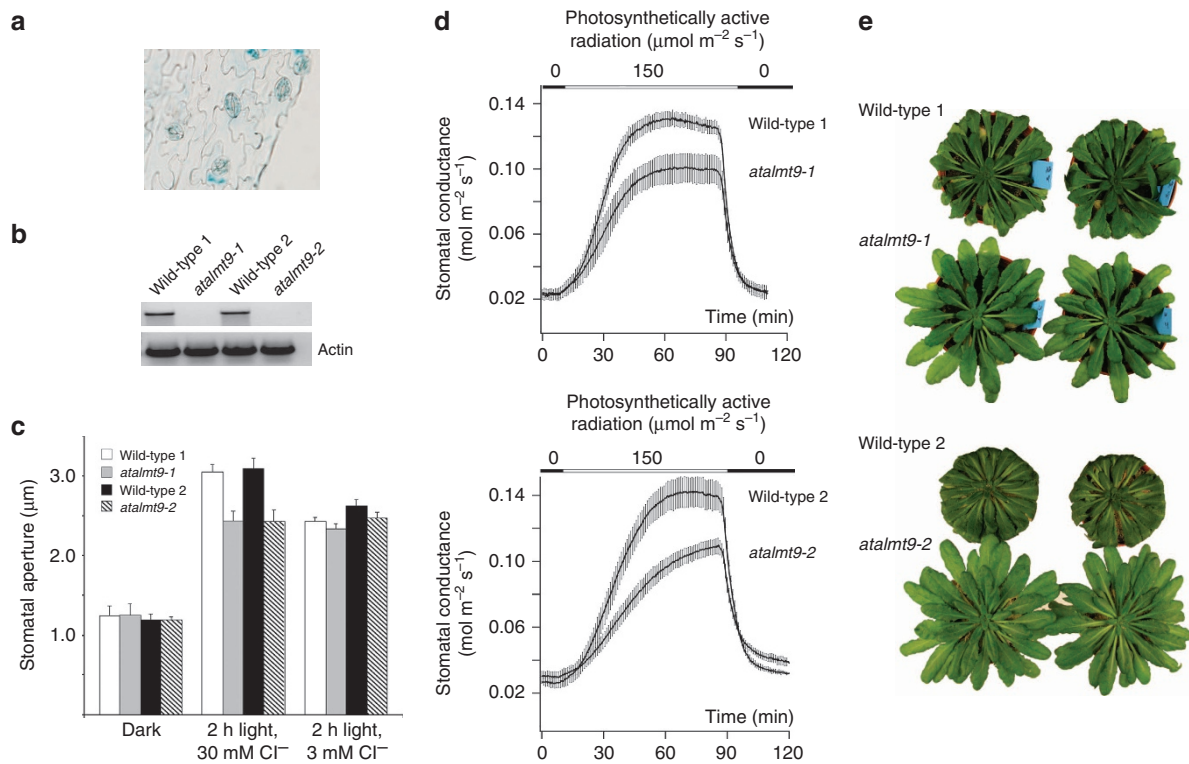 a
b
Wild-type 1
atalmt9-1
Wild-type 2
atalmt9-2
Actin
c
Stomatal aperture (μm)
3.0
2.0
1.0
Wild-type 1
atalmt9-1
Wild-type 2
atalmt9-2
Dark
2 h light,
30 mM Cl–
2 h light,
3 mM Cl–
d
Photosynthetically active
radiation (μmol m–2 s–1)
0 150 0
Stomatal conductance
(mol m–2 s–1)
0.14
0.10
0.06
0.02
Wild-type 1
atalmt9-1
Time (min)
0 30 60 90 120
Photosynthetically active
radiation (μmol m–2 s–1)
0 150 0
Stomatal conductance
(mol m–2 s–1)
0.14
0.10
0.06
0.02
Wild-type 2
atalmt9-2
Time (min)
0 30 60 90 120
e
Wild-type 1
atalmt9-1
Wild-type 2
atalmt9-2